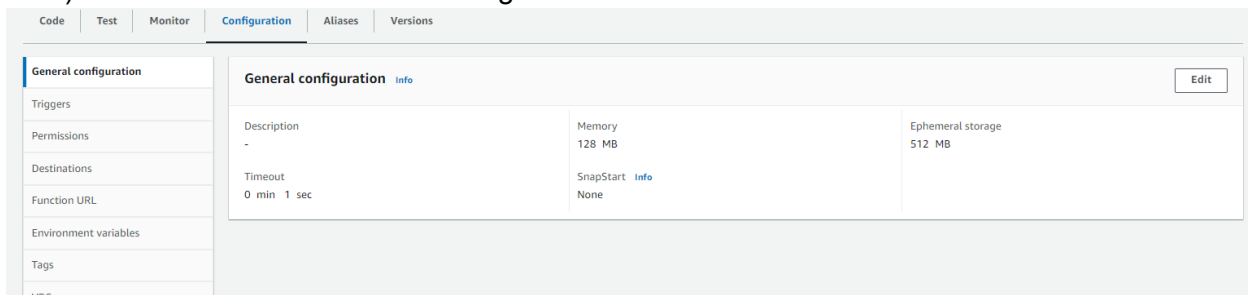 Code Test Monitor Configuration Aliases Versions
General configuration
Triggers
Permissions
Destinations
Function URL
Environment variables
Tags
General configuration Info
Edit
Description
-
Memory
128 MB
Ephemeral storage
512 MB
Timeout
0 min 1 sec
SnapStart Info
None